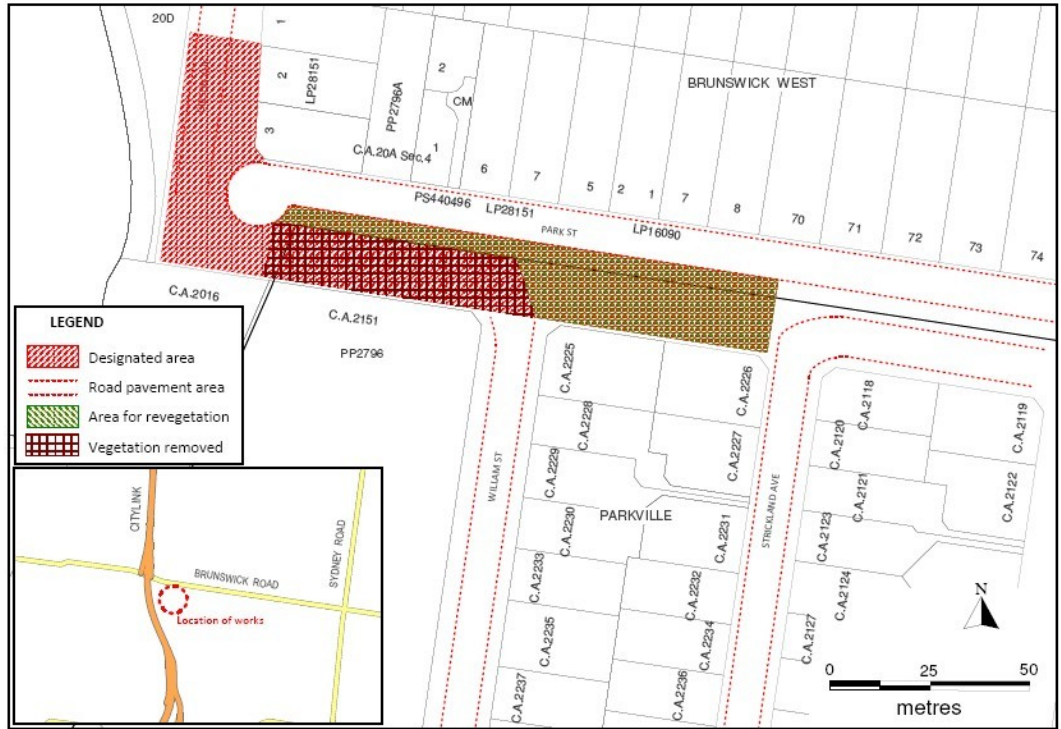 20D
1
2
LP28151
3
PP2796A
2
CM
1
C.A.20A Sec.4
BRUNSWICK WEST
6
7
5
2
1
7
8
70
71
72
73
74
PS440496
LP28151
PARK ST
LP16090
C.A.2016
C.A.2151
PP2796
LEGEND
Designated area
Road pavement area
Area for revegetation
Vegetation removed
WILLIAM ST
C.A.2225
C.A.2226
C.A.2228
C.A.2227
C.A.2229
C.A.2230
PARKVILLE
C.A.2231
C.A.2233
C.A.2232
C.A.2235
C.A.2234
C.A.2237
C.A.2236
STRICKLAND AVE
C.A.2118
C.A.2119
C.A.2120
C.A.2121
C.A.2122
C.A.2123
C.A.2124
C.A.2127
CITYLINK
BRUNSWICK ROAD
SYDNEY ROAD
Location of works
N
0 25 50
metres